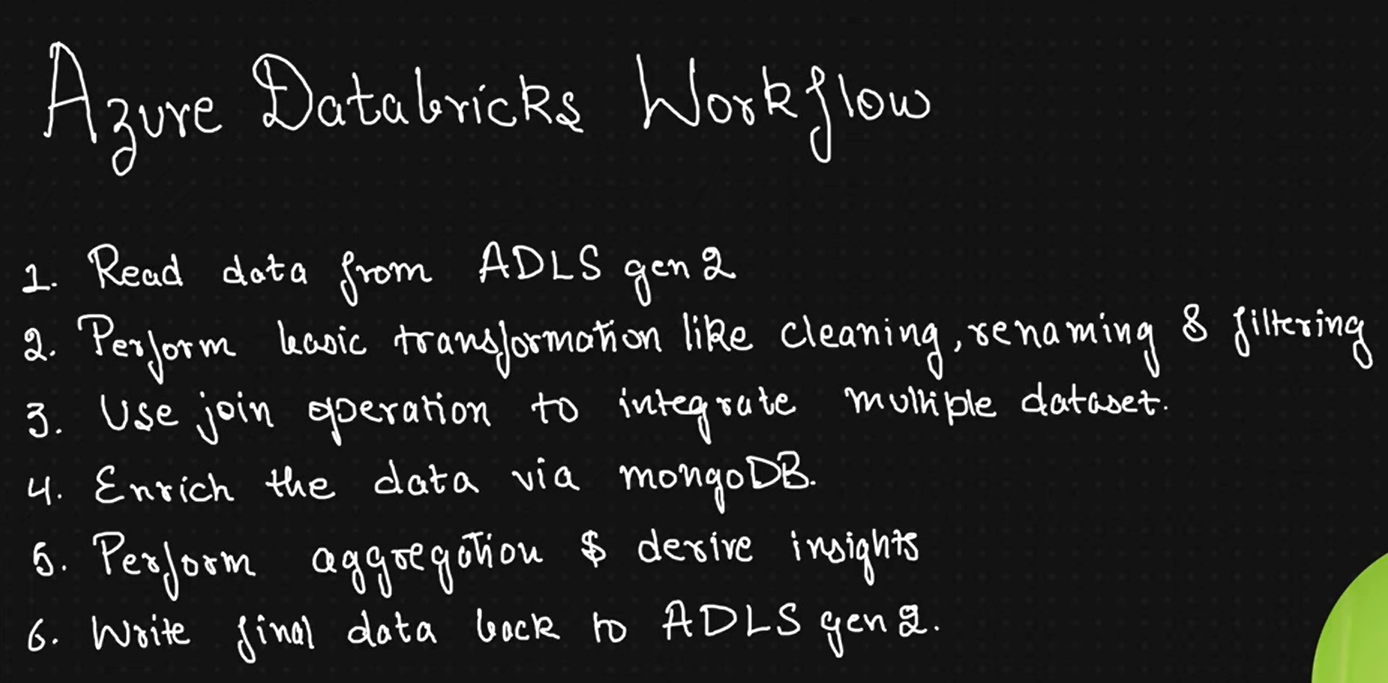 Azure Databricks Workflow
1. Read data from ADLS gen 2
2. Perform basic transformation like cleaning, renaming & filtering
3. Use join operation to integrate multiple dataset.
4. Enrich the data via mongoDB.
5. Perform aggregation & derive insights
6. Write final data back to ADLS gen 2.